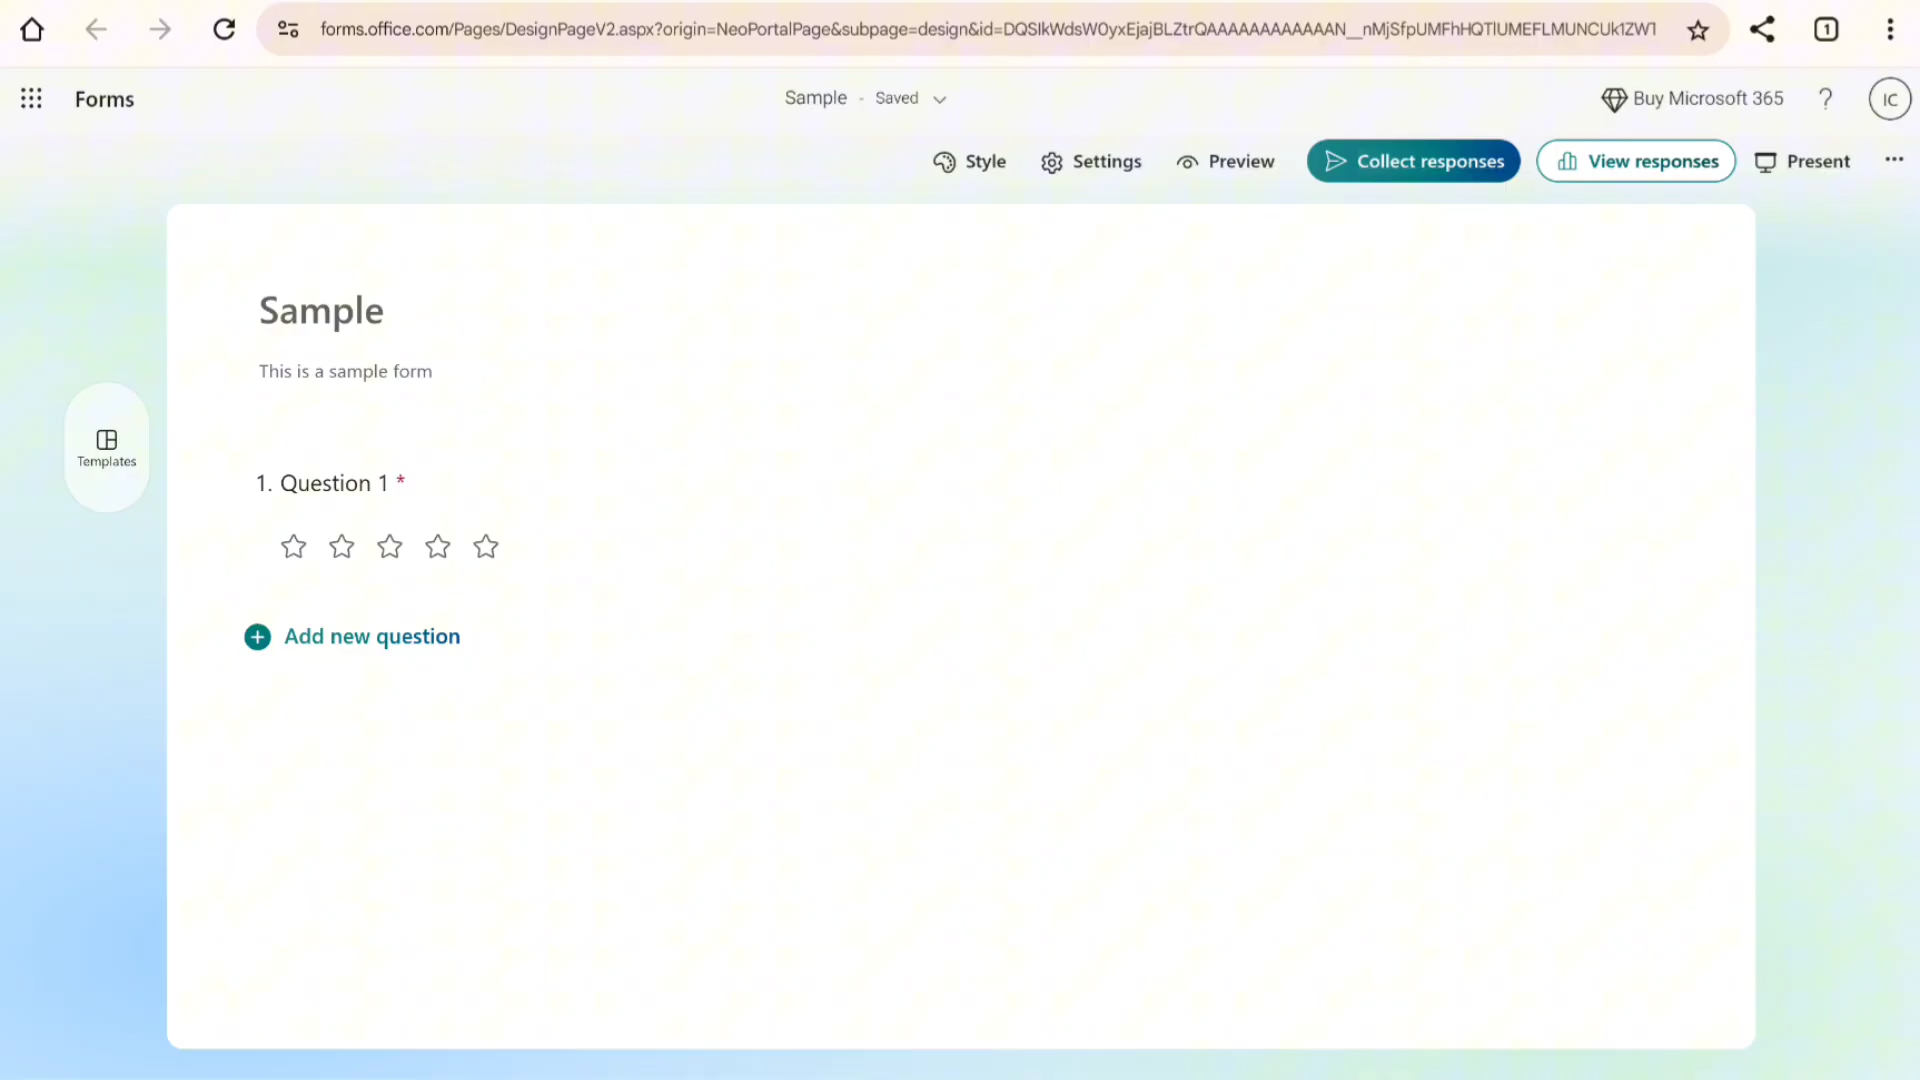 forms.office.com/Pages/DesignPageV2.aspx?origin=NeoPortalPage&subpage=design&id=DQSIkWdsW0yxEjajBLZtrQAAAAAAAAAAAAN__nMjSfpUMFhHQTlUMEFLMUNCUk1ZW1
1
Forms
Sample - Saved
Buy Microsoft 365
?
IC
Style
Settings
Preview
Collect responses
View responses
Present
Sample
This is a sample form
Templates
1. Question 1 *
Add new question